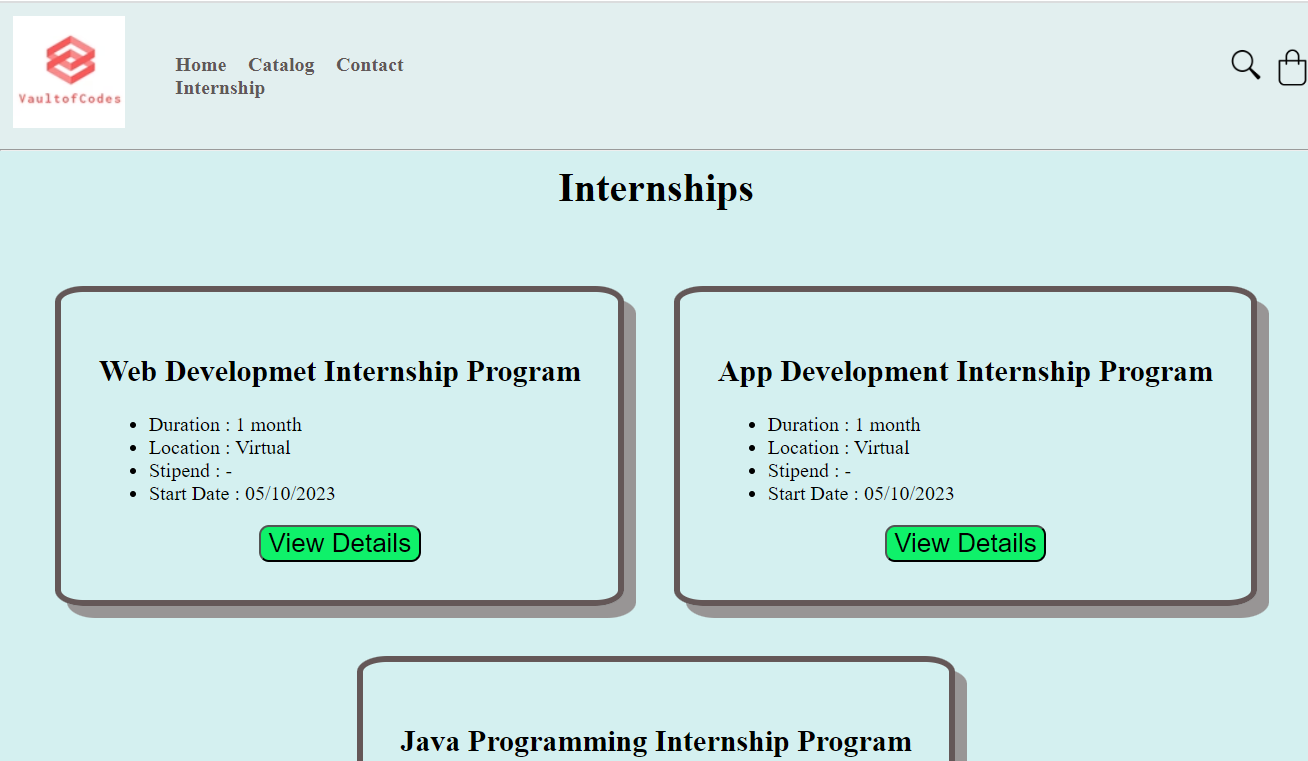 VaultofCodes
Home Catalog Contact
Internship
Internships
Web Developmet Internship Program
• Duration : 1 month
• Location : Virtual
• Stipend : -
• Start Date : 05/10/2023
View Details
App Development Internship Program
• Duration : 1 month
• Location : Virtual
• Stipend : -
• Start Date : 05/10/2023
View Details
Java Programming Internship Program